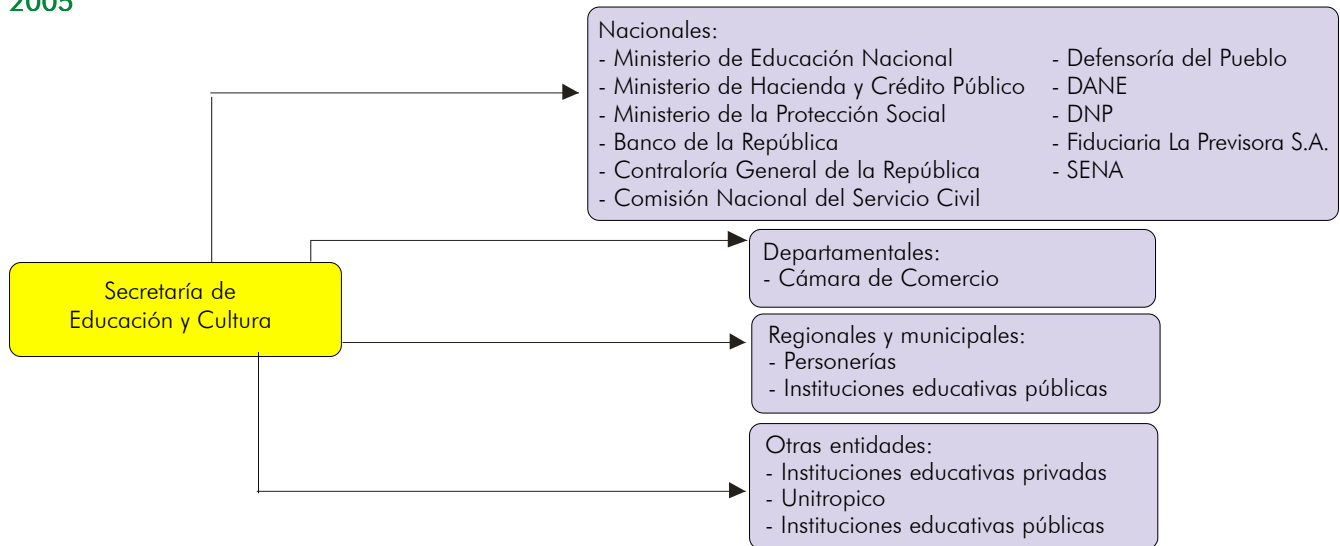 2005
Nacionales:
- Ministerio de Educación Nacional
- Ministerio de Hacienda y Crédito Público
- Ministerio de la Protección Social
- Banco de la República
- Contraloría General de la República
- Comisión Nacional del Servicio Civil
- Defensoría del Pueblo
- DANE
- DNP
- Fiduciaria La Previsora S.A.
- SENA
Secretaría de
Educación y Cultura
Departamentales:
- Cámara de Comercio
Regionales y municipales:
- Personerías
- Instituciones educativas públicas
Otras entidades:
- Instituciones educativas privadas
- Unitropico
- Instituciones educativas públicas